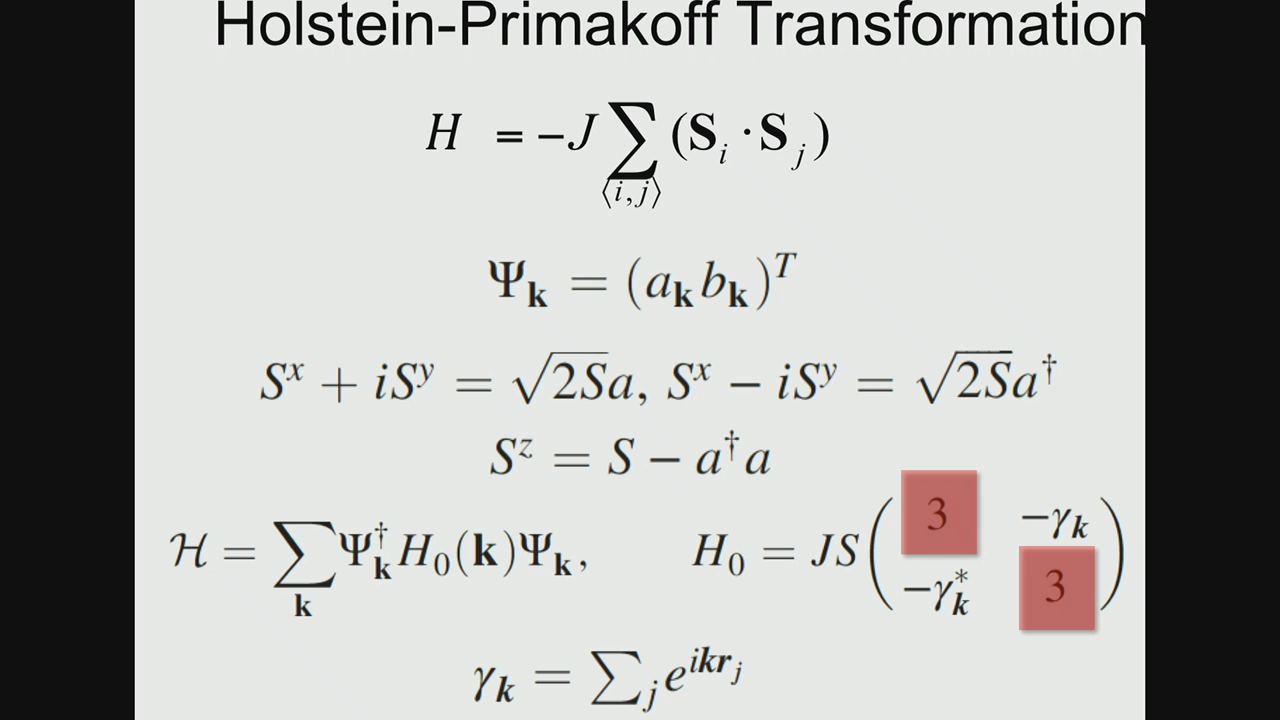 Holstein-Primakoff Transformation
H = −J ∑⟨i,j⟩ (S_i · S_j)
Ψ_k = (a_k b_k)^T
S^x + iS^y = √2S a, S^x − iS^y = √2S a^†
S^z = S − a^† a
ℋ = ∑_k Ψ_k^† H_0(k)Ψ_k, H_0 = JS ( 3 −γ_k −γ_k^* 3 )
γ_k = ∑_j e^{ikr_j}